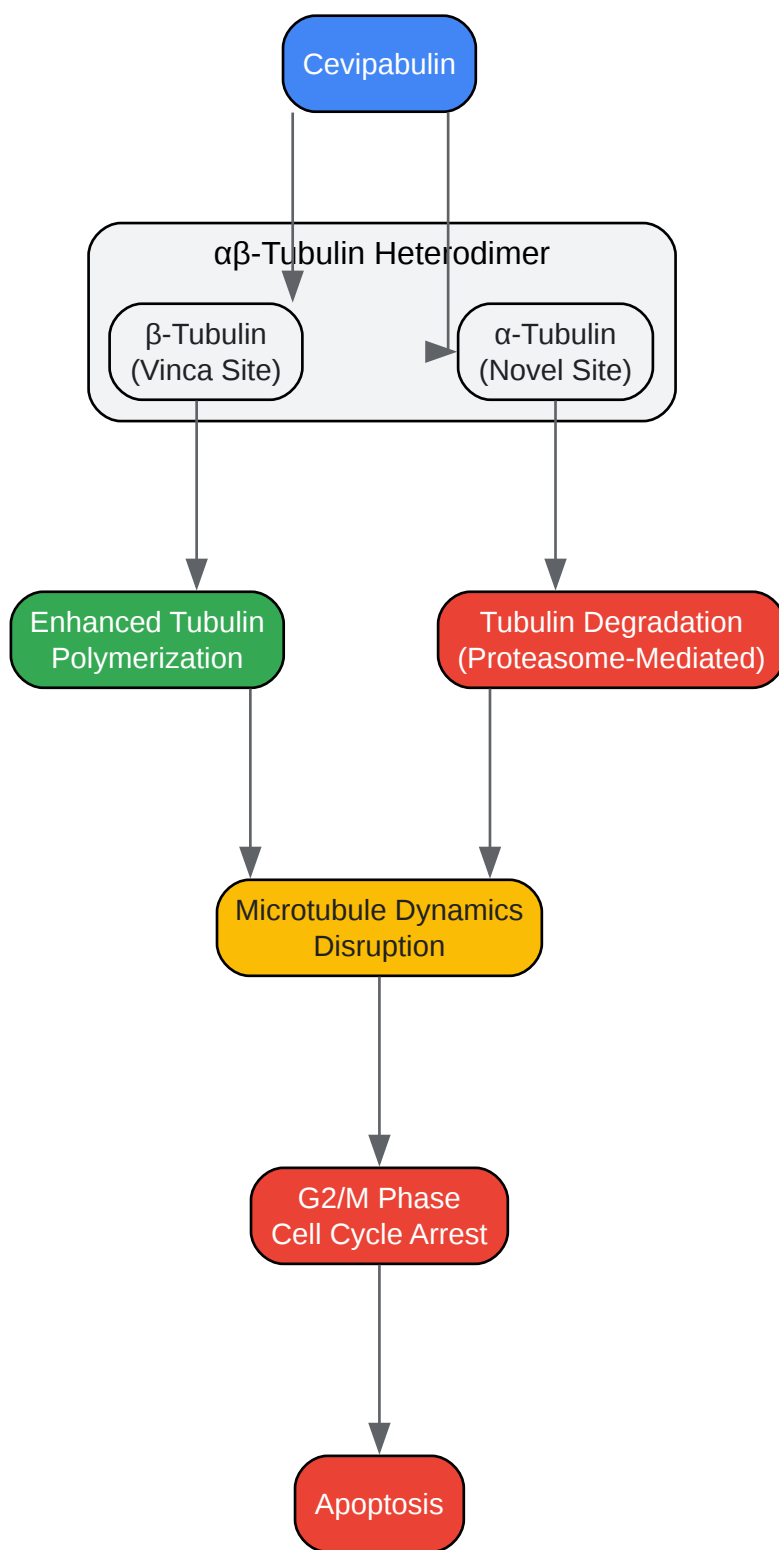 Cevipabulin
αβ-Tubulin Heterodimer
β-Tubulin
(Vinca Site)
α-Tubulin
(Novel Site)
Enhanced Tubulin
Polymerization
Tubulin Degradation
(Proteasome-Mediated)
Microtubule Dynamics
Disruption
G2/M Phase
Cell Cycle Arrest
Apoptosis